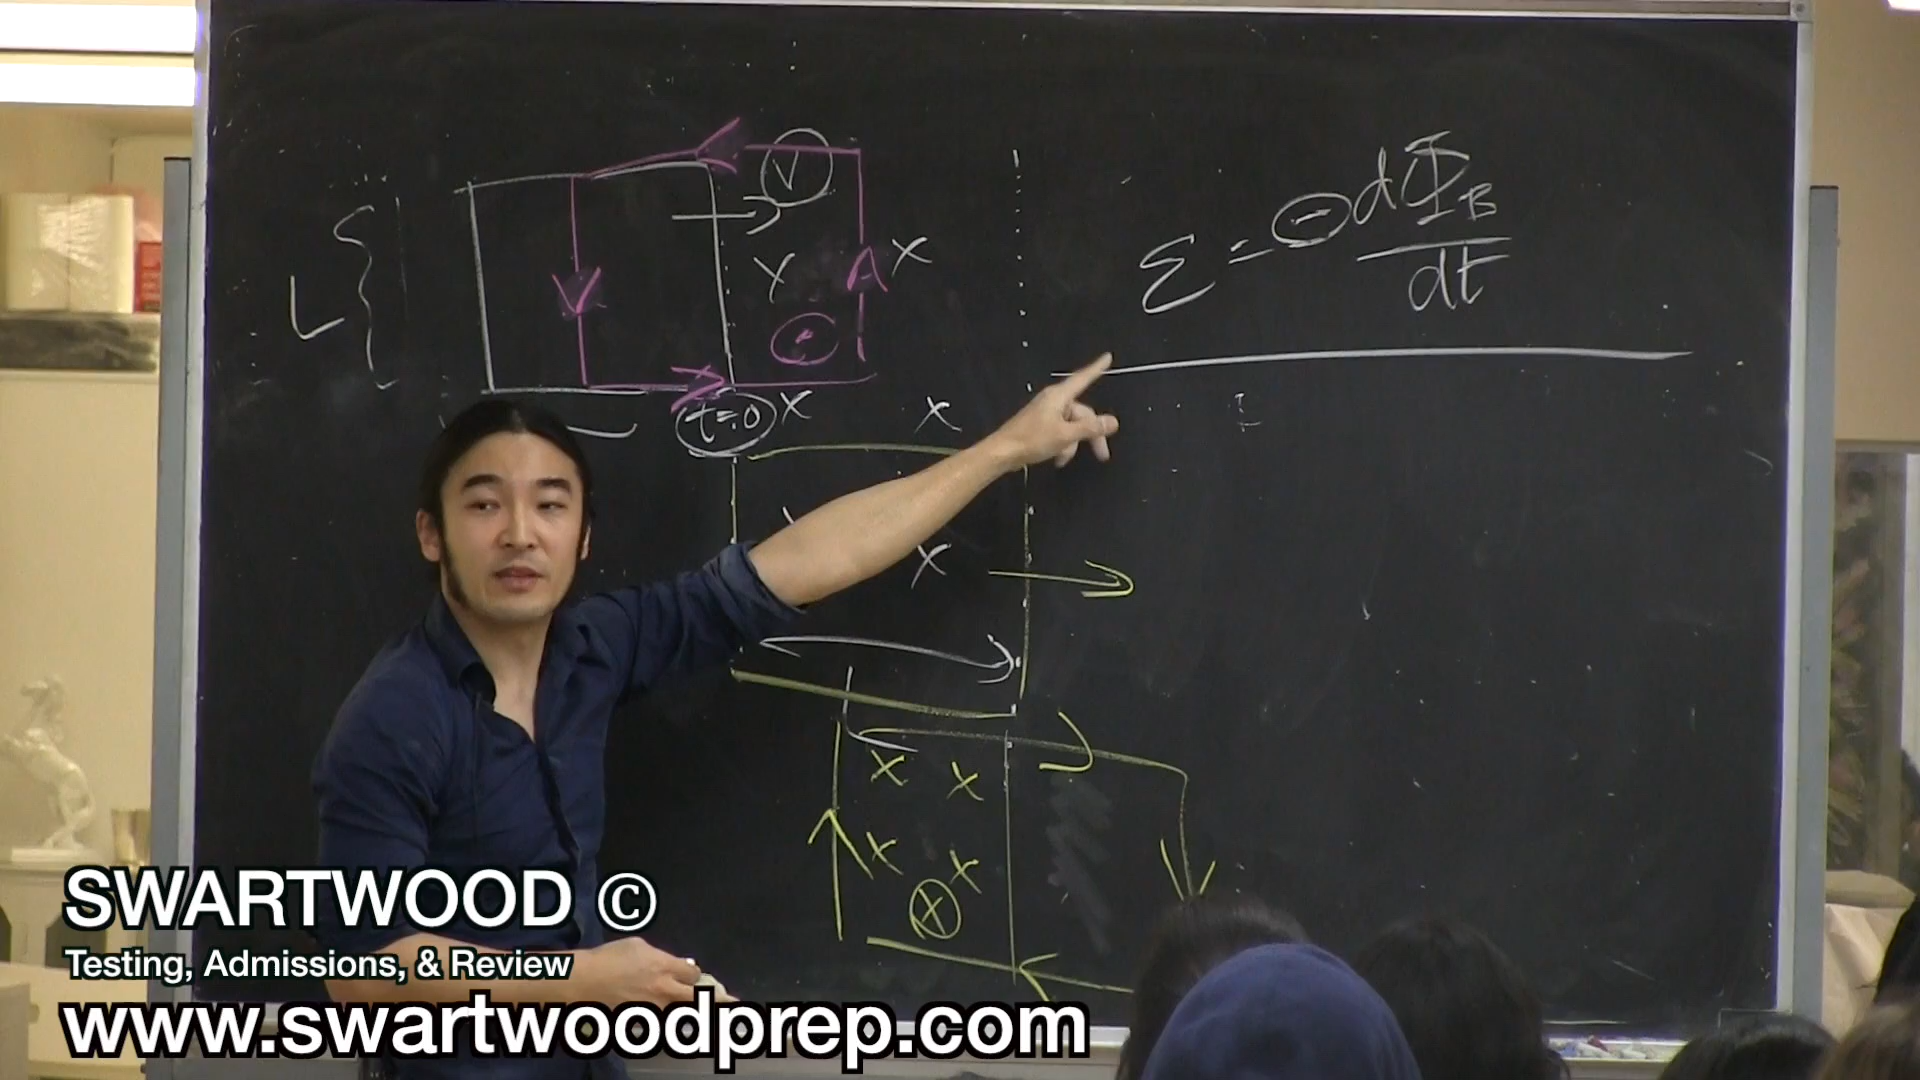 V
L {
X X
t=0 X X
X
X X
X X
X
ε = - dΦB
dt
SWARTWOOD ©
Testing, Admissions, & Review
www.swartwoodprep.com